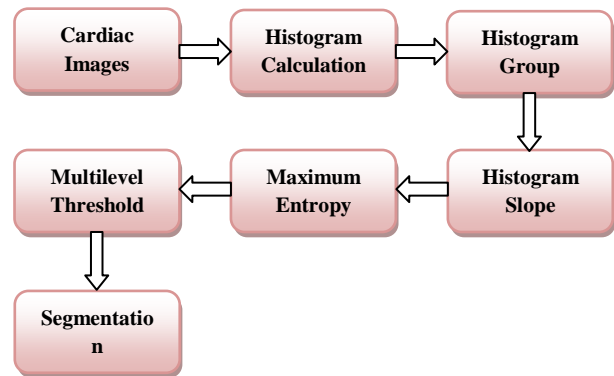 Cardiac
Images
Histogram
Calculation
Histogram
Group
Histogram
Slope
Maximum
Entropy
Multilevel
Threshold
Segmentatio
n